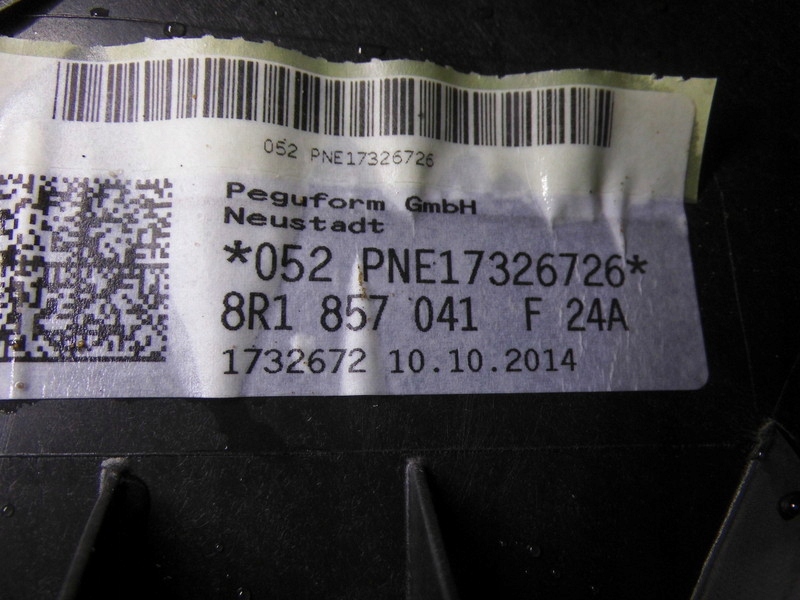 052 PNE17326726
Peguform GmbH
Neustadt
*052 PNE17326726*
8R1 857 041 F 24A
1732672 10.10.2014